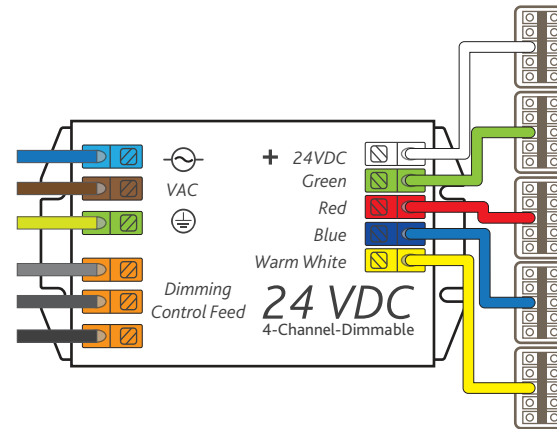 VAC
Dimming
Control Feed
+ 24VDC
Green
Red
Blue
Warm White
24 VDC
4-Channel-Dimmable